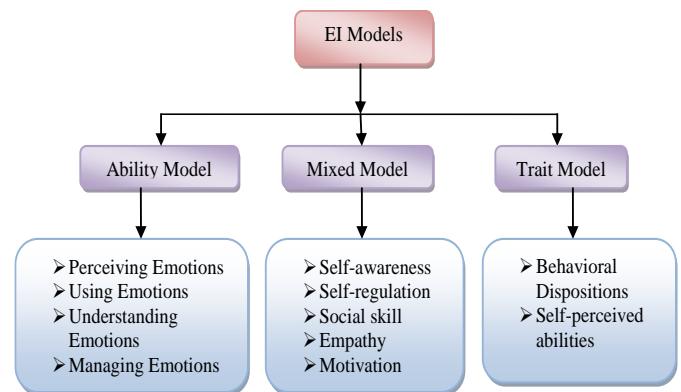 EI Models
Ability Model
Mixed Model
Trait Model
➢ Perceiving Emotions
➢ Using Emotions
➢ Understanding
Emotions
➢ Managing Emotions
➢ Self-awareness
➢ Self-regulation
➢ Social skill
➢ Empathy
➢ Motivation
➢ Behavioral
Dispositions
➢ Self-perceived
abilities